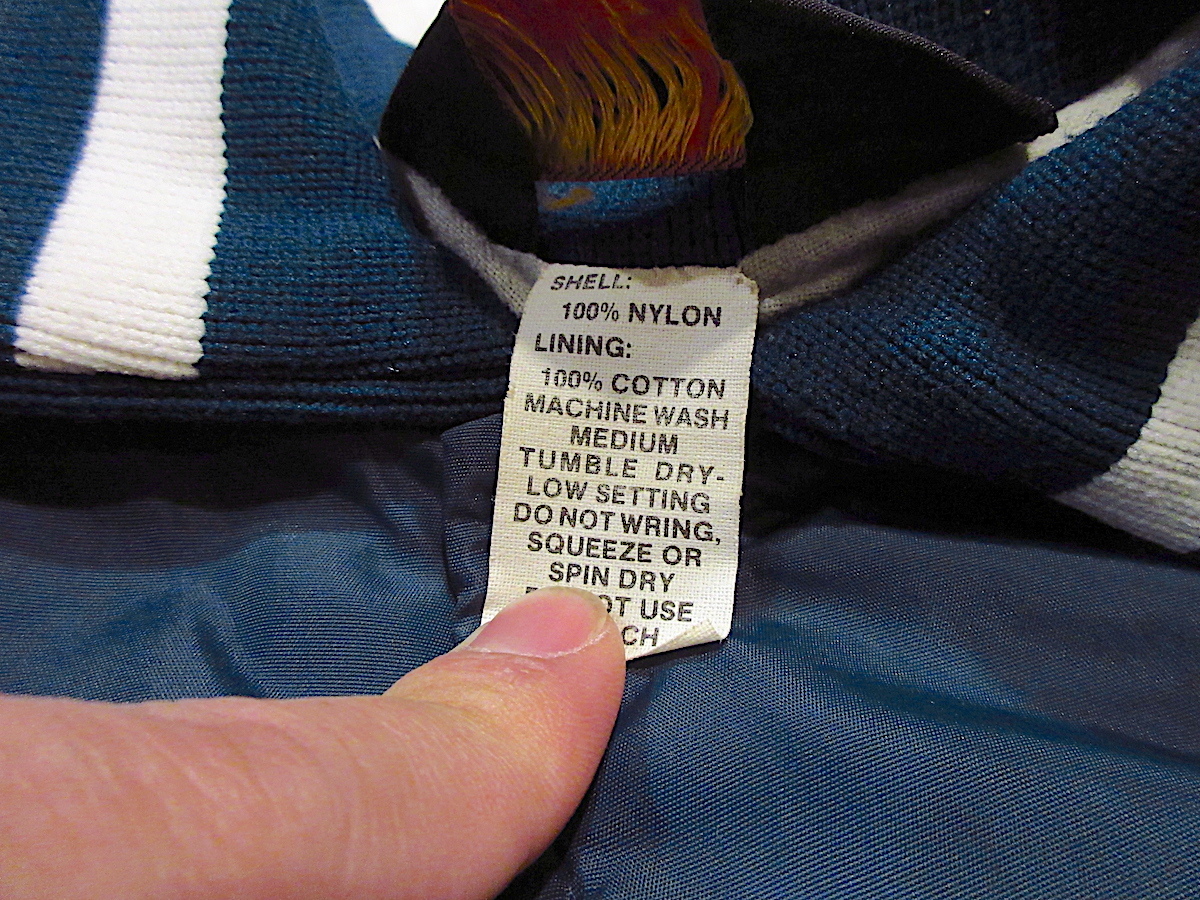 SHELL:
100% NYLON
LINING:
100% COTTON
MACHINE WASH
MEDIUM
TUMBLE DRY-
LOW SETTING
DO NOT WRING,
SQUEEZE OR
SPIN DRY
USE